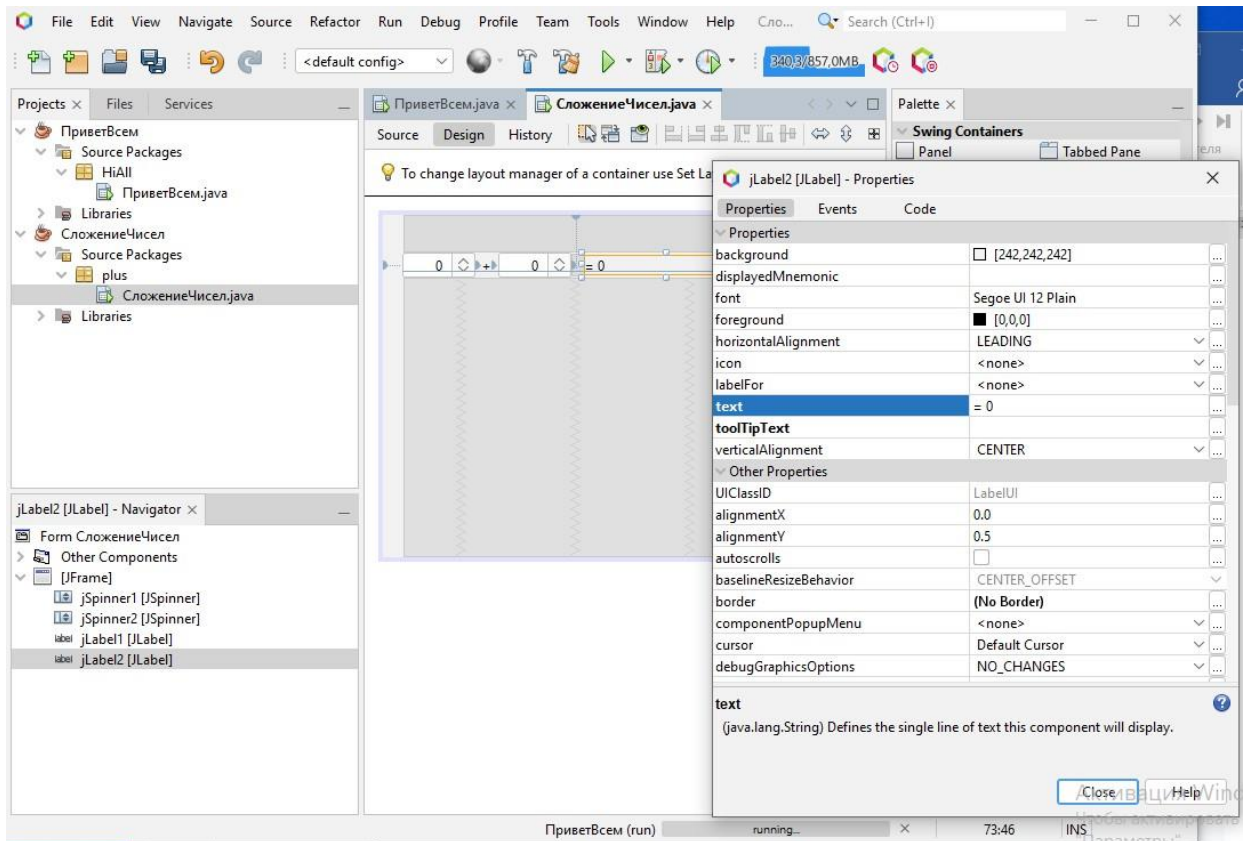 File Edit View Navigate Source Refactor Run Debug Profile Team Tools Window Help Сло... Search (Ctrl+I)
<default config> 340,3/857,0MB
Projects Files Services
ПриветВсем
Source Packages
HiAll
ПриветВсем.java
Libraries
СложениеЧисел
Source Packages
plus
СложениеЧисел.java
Libraries
jLabel2 [JLabel] - Navigator
Form СложениеЧисел
Other Components
[JFrame]
jSpinner1 [JSpinner]
jSpinner2 [JSpinner]
label jLabel1 [JLabel]
label jLabel2 [JLabel]
ПриветВсем.java СложениеЧисел.java
Source Design History
To change layout manager of a container use Set La
0 + 0 = 0
Palette
Swing Containers
Panel Tabbed Pane
jLabel2 [JLabel] - Properties
Properties Events Code
Properties
background [242,242,242]
displayedMnemonic
font Segoe UI 12 Plain
foreground [0,0,0]
horizontalAlignment LEADING
icon <none>
labelFor <none>
text = 0
toolTipText
verticalAlignment CENTER
Other Properties
UIClassID LabelUI
alignmentX 0.0
alignmentY 0.5
autoscrolls
baselineResizeBehavior CENTER_OFFSET
border (No Border)
componentPopupMenu <none>
cursor Default Cursor
debugGraphicsOptions NO_CHANGES
text
(java.lang.String) Defines the single line of text this component will display.
Close Help
ПриветВсем (run) running... 73:46 INS